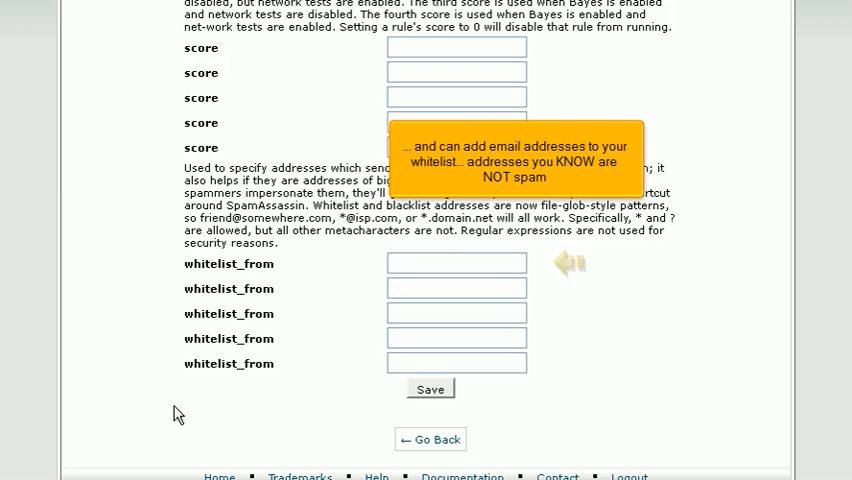 disabled, but network tests are enabled. The third score is used when Bayes is enabled
and network tests are disabled. The fourth score is used when Bayes is enabled and
net-work tests are enabled. Setting a rule's score to 0 will disable that rule from running.
score
score
score
score
score
... and can add email addresses to your
whitelist... addresses you KNOW are
NOT spam
Used to specify addresses which send it
also helps if they are addresses of big
spammers impersonate them, they'll
around SpamAssassin. Whitelist and blacklist addresses are now file-glob-style patterns,
so friend@somewhere.com, *@isp.com, or *.domain.net will all work. Specifically, * and ?
are allowed, but all other metacharacters are not. Regular expressions are not used for
security reasons.
whitelist_from
whitelist_from
whitelist_from
whitelist_from
whitelist_from
Save
← Go Back
Home ▪ Trademarks ▪ Help ▪ Documentation ▪ Contact ▪ Logout